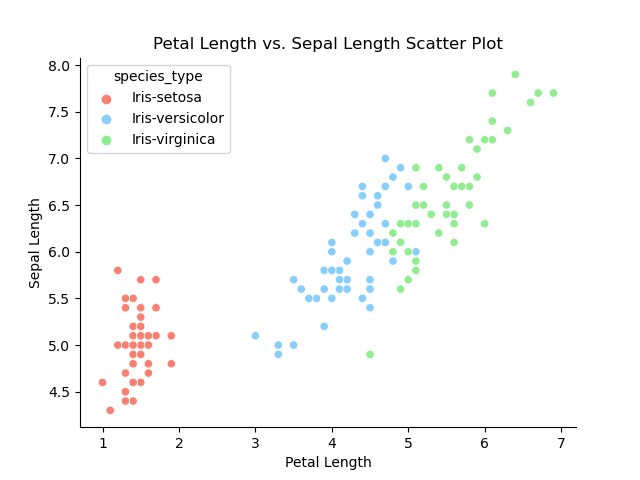 Petal Length vs. Sepal Length Scatter Plot
species_type
Iris-setosa
Iris-versicolor
Iris-virginica
8.0
7.5
7.0
6.5
6.0
5.5
5.0
4.5
Sepal Length
1 2 3 4 5 6 7
Petal Length